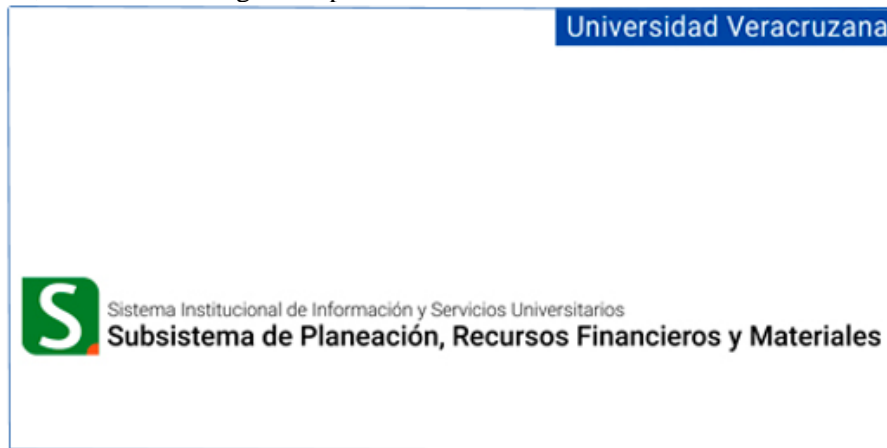 Universidad Veracruzana
S
Sistema Institucional de Información y Servicios Universitarios
Subsistema de Planeación, Recursos Financieros y Materiales